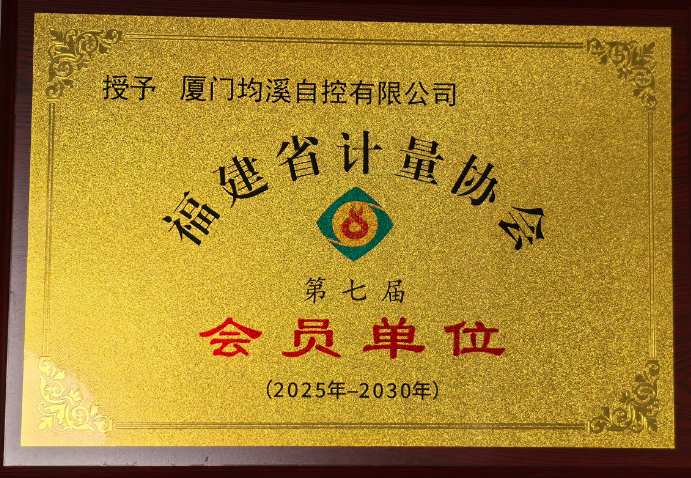 授予 厦门均溪自控有限公司
福建省计量协会
第七届
会员单位
(2025年-2030年)